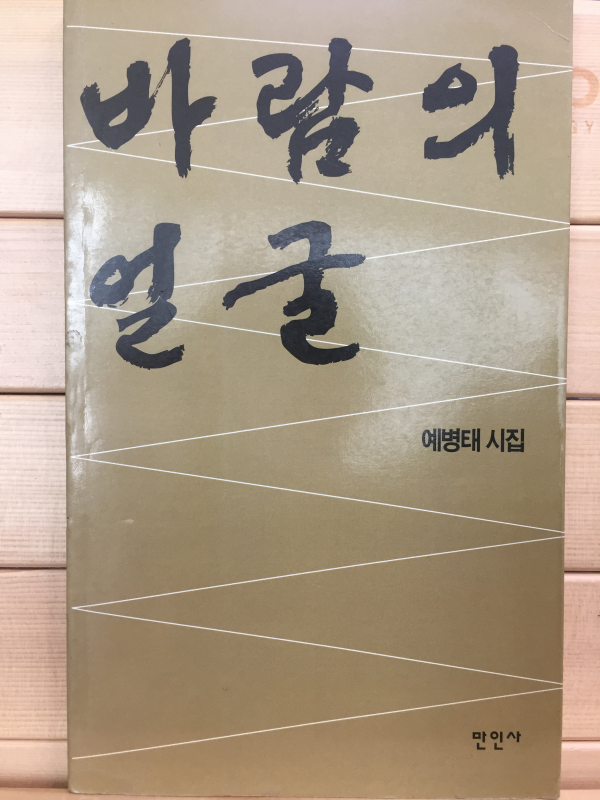 바람의
얼굴
예병태 시집
만인사